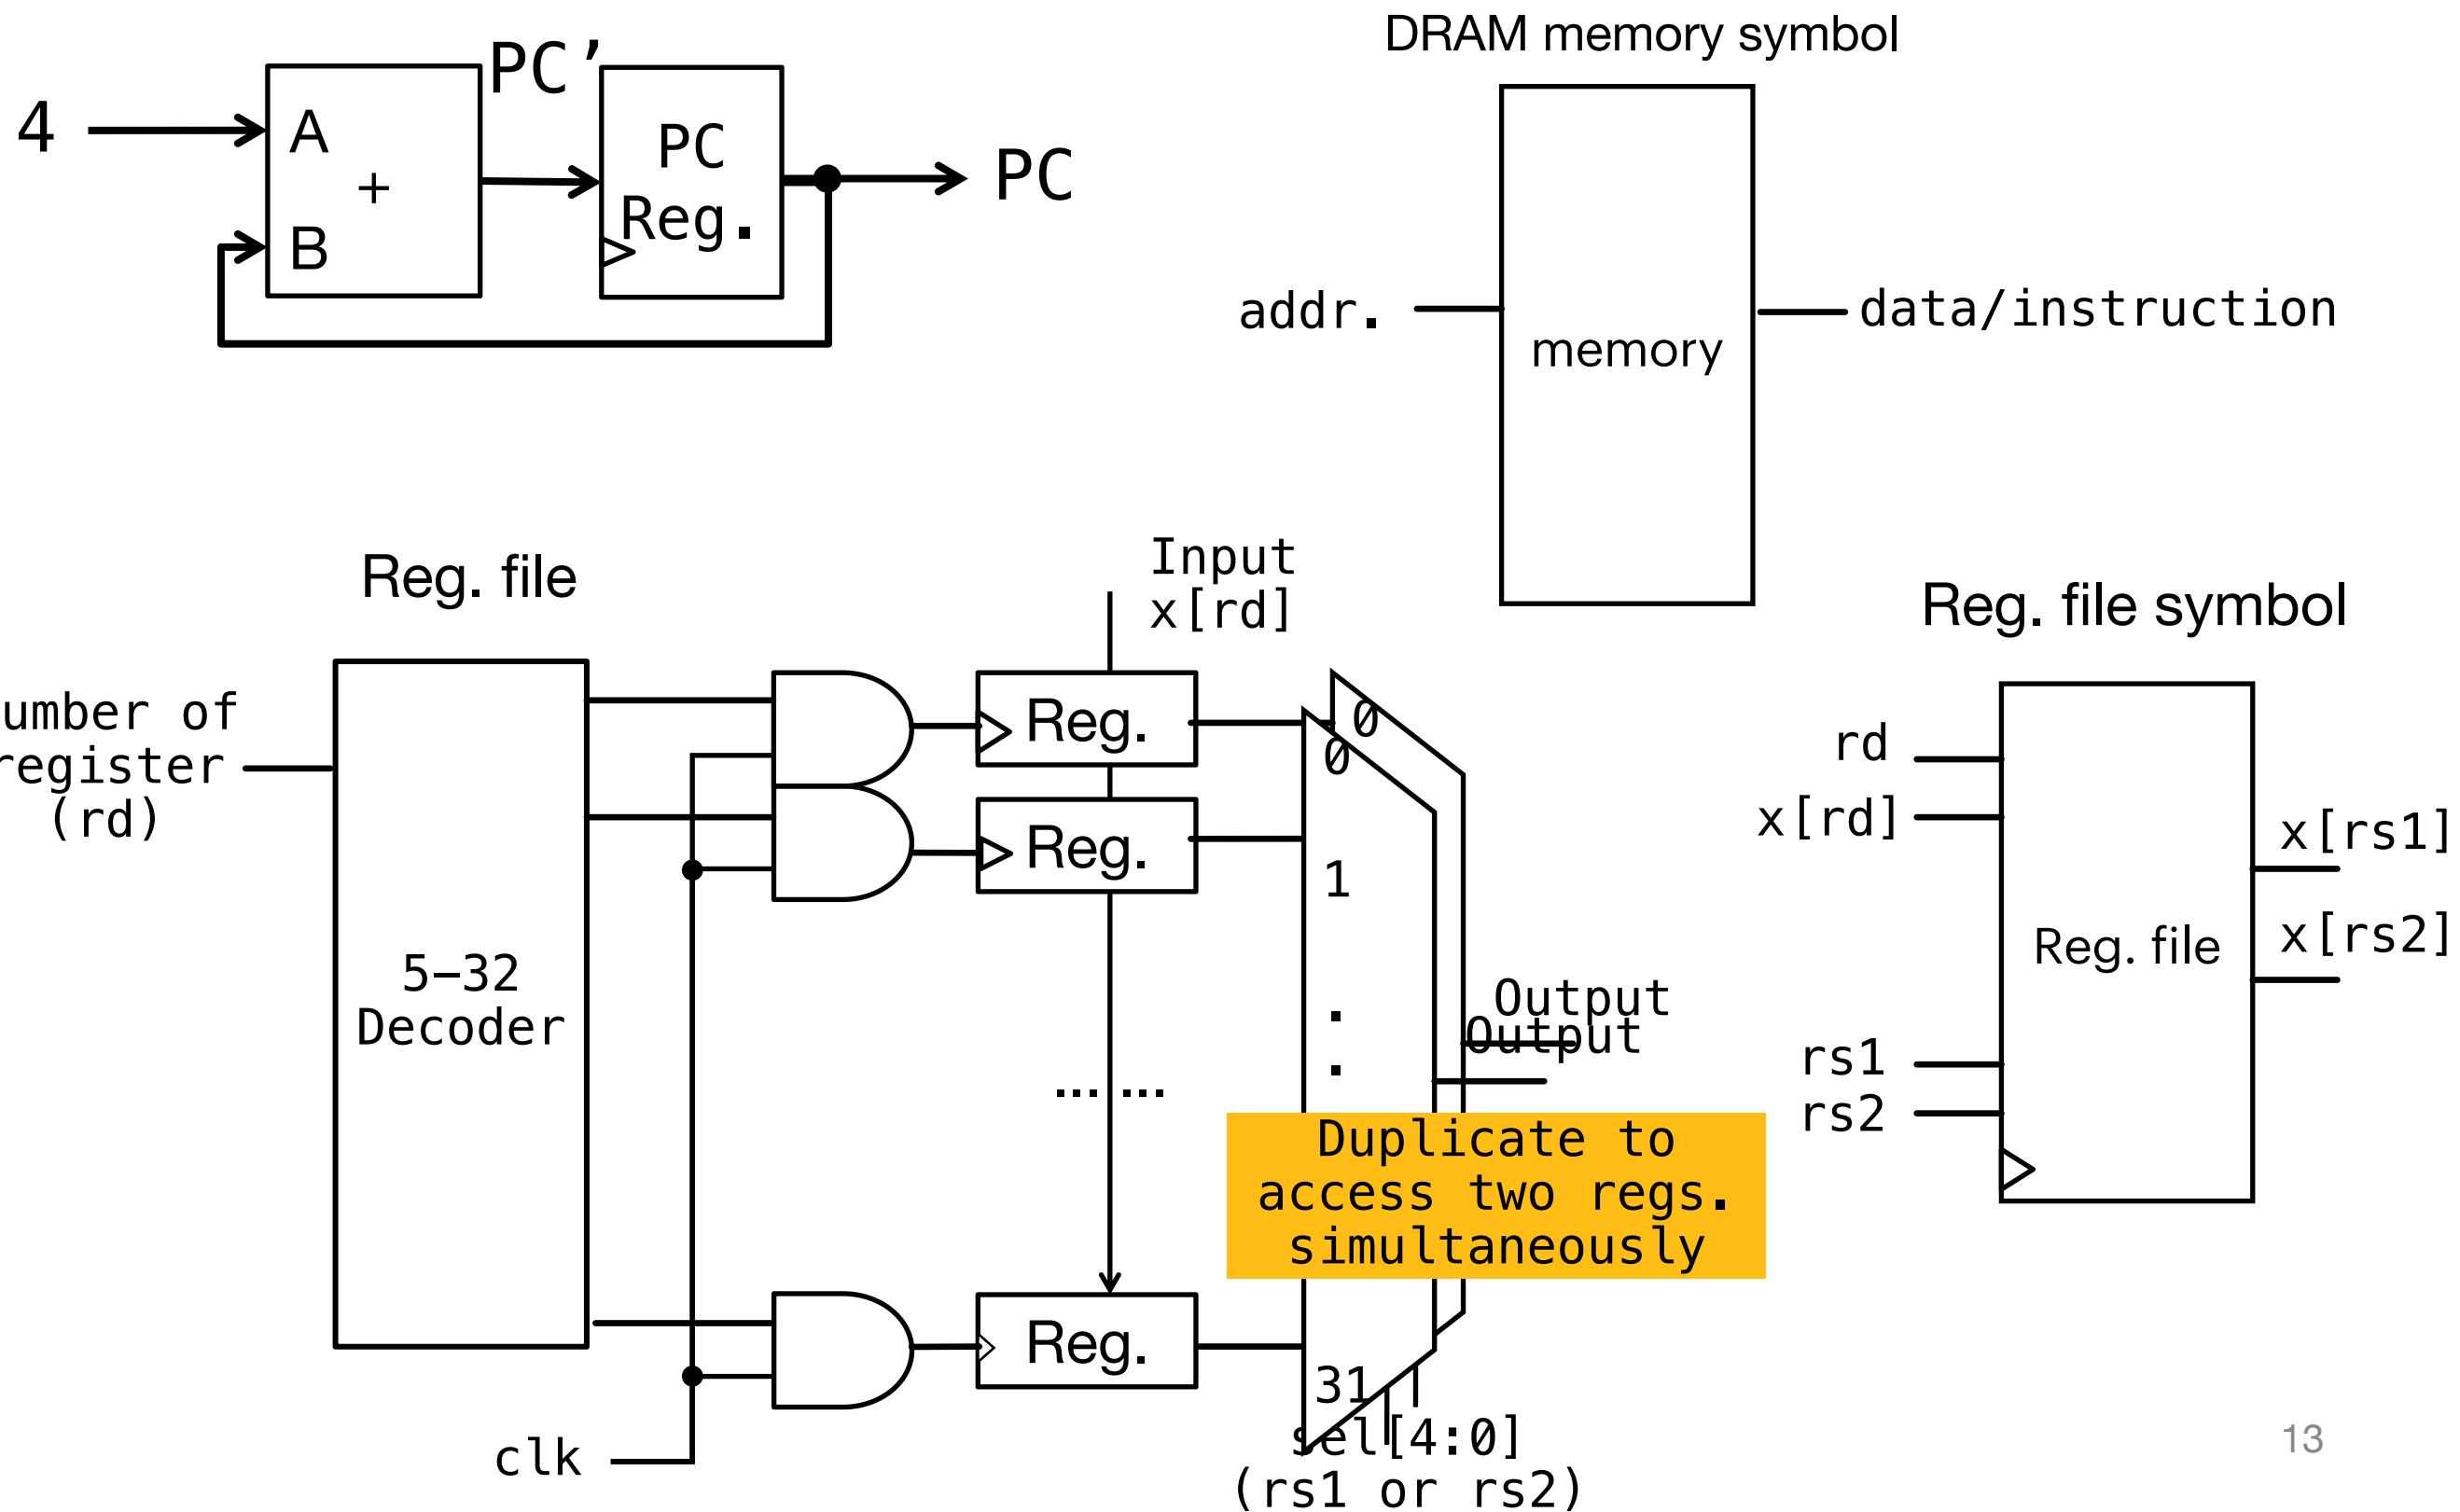 DRAM memory symbol
PC’
4
A
+
B
PC
Reg.
PC
addr.
memory
data/instruction
Reg. file
Input
x[rd]
umber of
register
(rd)
5–32
Decoder
Reg.
Reg.
……
Reg.
clk
0
0
1
.
.
31
Output
Output
Duplicate to
access two regs.
simultaneously
sel[4:0]
(rs1 or rs2)
Reg. file symbol
rd
x[rd]
rs1
rs2
Reg. file
x[rs1]
x[rs2]
13